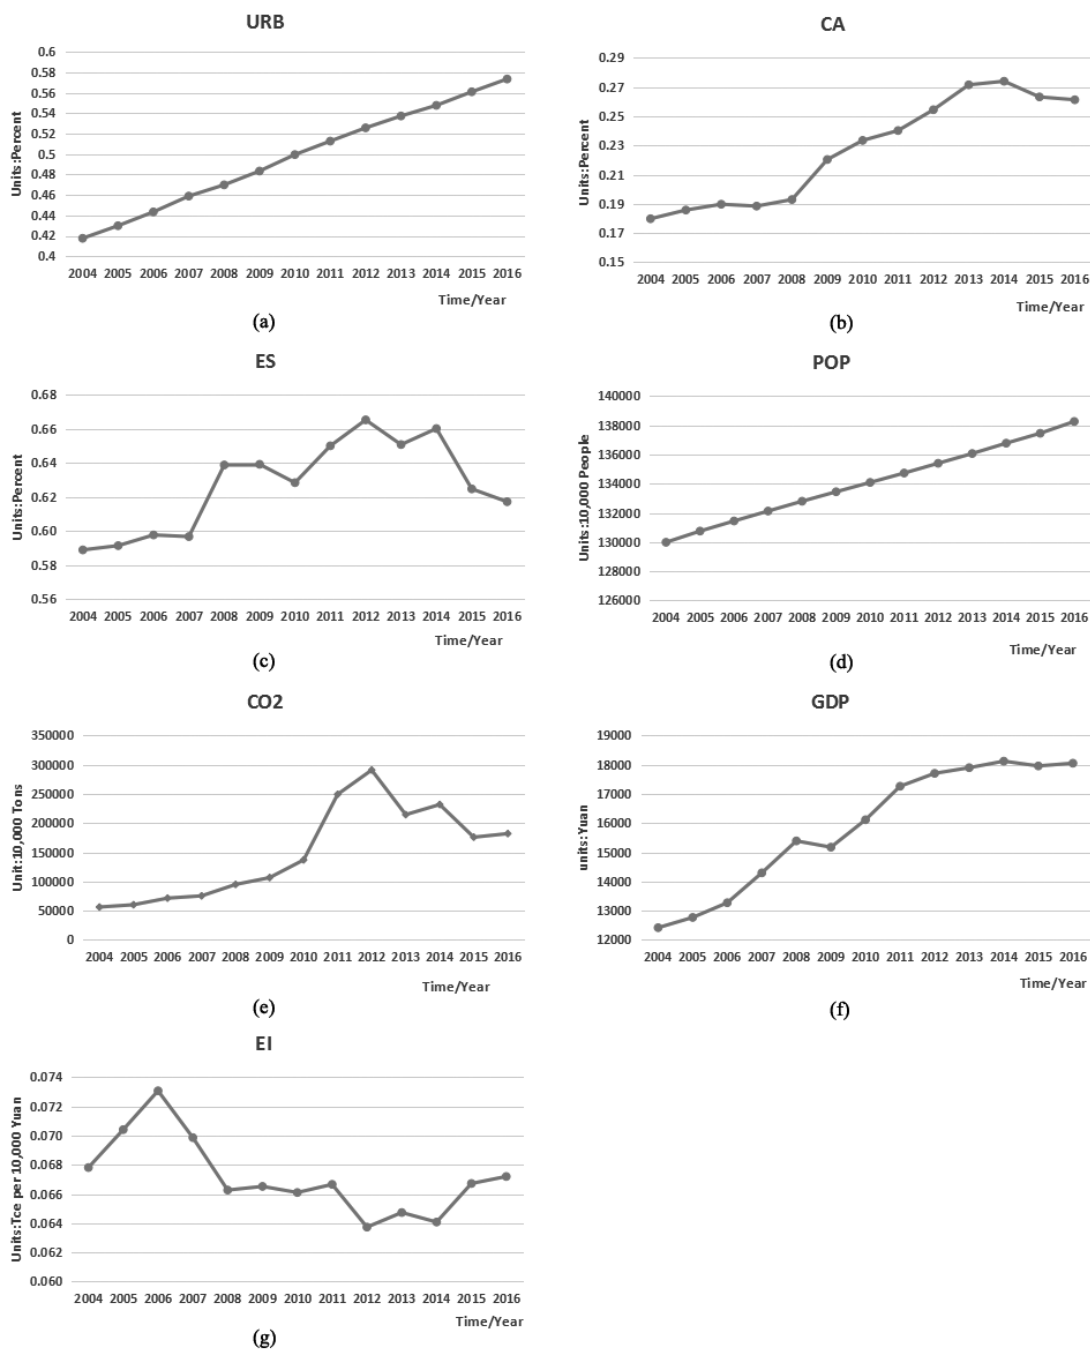 URB
Units:Percent
0.6
0.58
0.56
0.54
0.52
0.5
0.48
0.46
0.44
0.42
0.4
2004 2005 2006 2007 2008 2009 2010 2011 2012 2013 2014 2015 2016
Time/Year
(a)
CA
Units:Percent
0.29
0.27
0.25
0.23
0.21
0.19
0.17
0.15
2004 2005 2006 2007 2008 2009 2010 2011 2012 2013 2014 2015 2016
Time/Year
(b)
ES
Units:Percent
0.68
0.66
0.64
0.62
0.60
0.58
0.56
2004 2005 2006 2007 2008 2009 2010 2011 2012 2013 2014 2015 2016
Time/Year
(c)
POP
Units:10,000 People
140000
138000
136000
134000
132000
130000
128000
126000
2004 2005 2006 2007 2008 2009 2010 2011 2012 2013 2014 2015 2016
Time/Year
(d)
CO2
Unit:10,000 Tons
350000
300000
250000
200000
150000
100000
50000
0
2004 2005 2006 2007 2008 2009 2010 2011 2012 2013 2014 2015 2016
Time/Year
(e)
GDP
units:Yuan
19000
18000
17000
16000
15000
14000
13000
12000
2004 2005 2006 2007 2008 2009 2010 2011 2012 2013 2014 2015 2016
Time/Year
(f)
EI
Units:Tce per 10,000 Yuan
0.074
0.072
0.070
0.068
0.066
0.064
0.062
0.060
2004 2005 2006 2007 2008 2009 2010 2011 2012 2013 2014 2015 2016
Time/Year
(g)